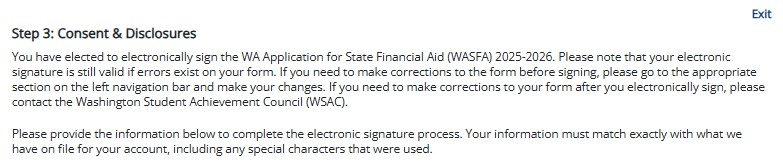 Exit
Step 3: Consent & Disclosures
You have elected to electronically sign the WA Application for State Financial Aid (WASFA) 2025-2026. Please note that your electronic
signature is still valid if errors exist on your form. If you need to make corrections to the form before signing, please go to the appropriate
section on the left navigation bar and make your changes. If you need to make corrections to your form after you electronically sign, please
contact the Washington Student Achievement Council (WSAC).
Please provide the information below to complete the electronic signature process. Your information must match exactly with what we
have on file for your account, including any special characters that were used.